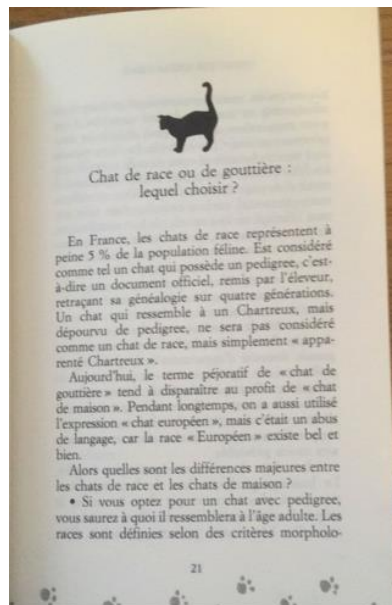 Chat de race ou de gouttière :
lequel choisir ?
En France, les chats de race représentent à
peine 5 % de la population féline. Est considéré
comme tel un chat qui possède un pedigree, c'est-
à-dire un document officiel, remis par l'éleveur,
retraçant sa généalogie sur quatre générations.
Un chat qui ressemble à un Chartreux, mais
dépourvu de pedigree, ne sera pas considéré
comme un chat de race, mais simplement « appa-
renté Chartreux ».
Aujourd'hui, le terme péjoratif de « chat de
gouttière » tend à disparaître au profit de « chat
de maison ». Pendant longtemps, on a aussi utilisé
l'expression « chat européen », mais c'était un abus
de langage, car la race « Européen » existe bel et
bien.
Alors quelles sont les différences majeures entre
les chats de race et les chats de maison ?
• Si vous optez pour un chat avec pedigree,
vous saurez à quoi il ressemblera à l'âge adulte. Les
races sont définies selon des critères morpholo-
21